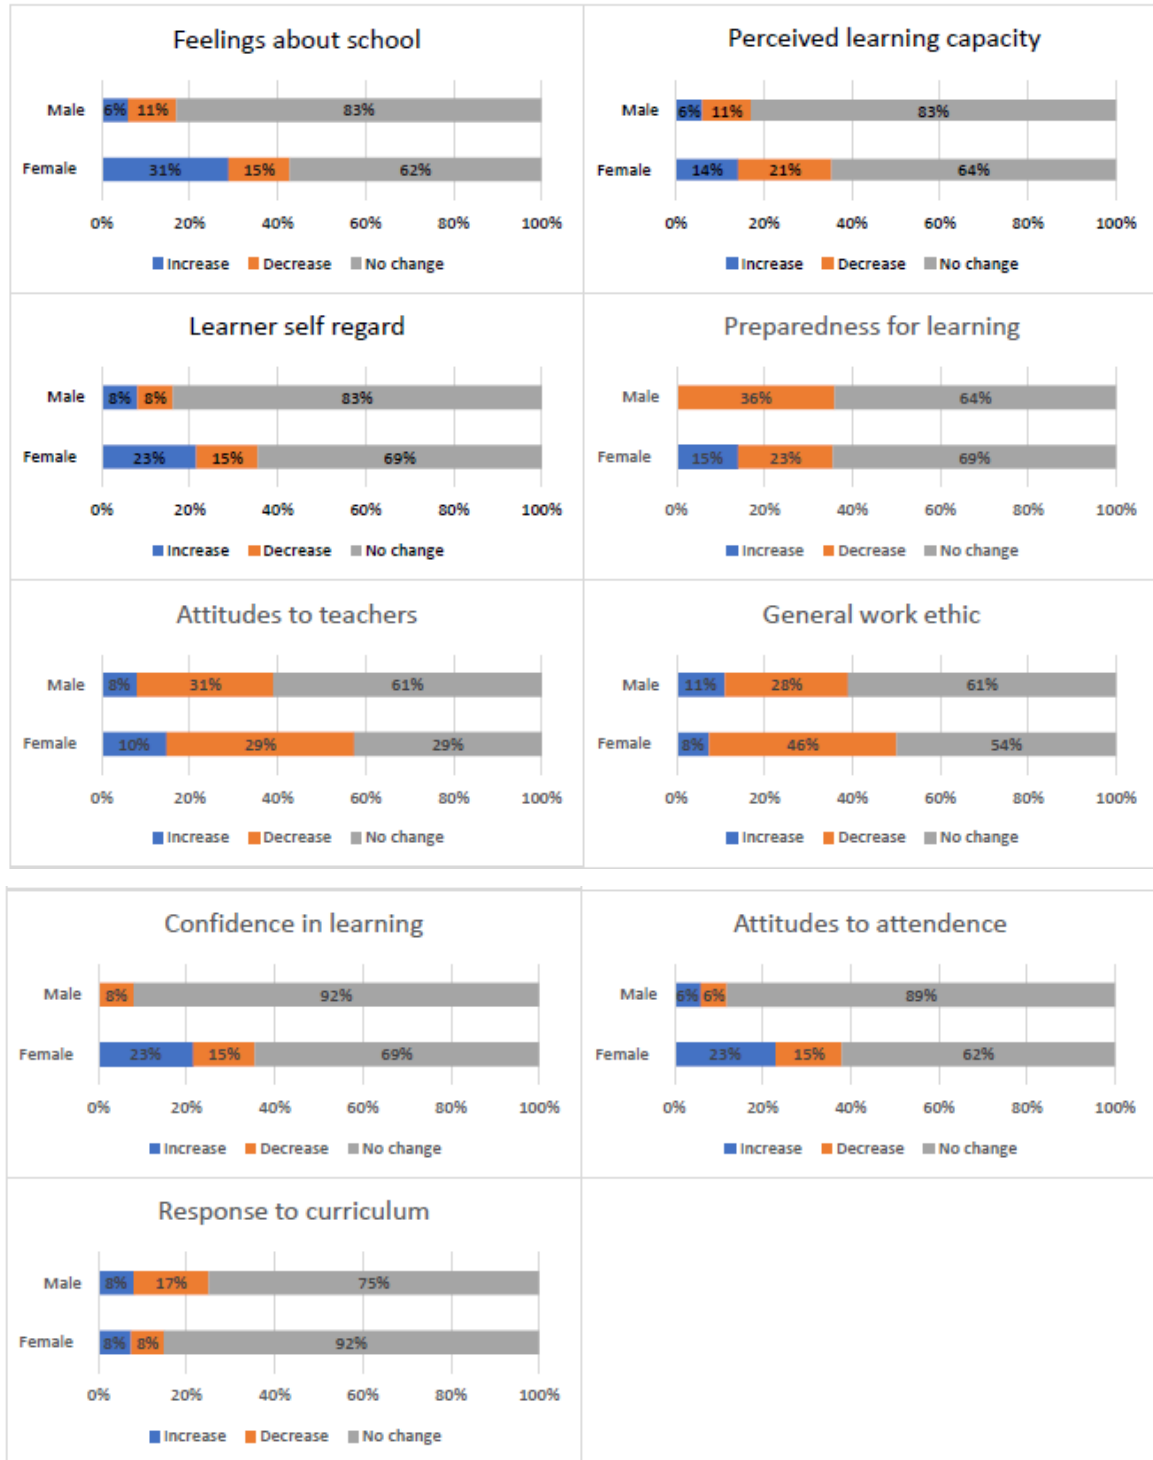 Feelings about school
Male 6% 11% 83%
Female 31% 15% 62%
0% 20% 40% 60% 80% 100%
Increase Decrease No change
Perceived learning capacity
Male 6% 11% 83%
Female 14% 21% 64%
0% 20% 40% 60% 80% 100%
Increase Decrease No change
Learner self regard
Male 8% 8% 83%
Female 23% 15% 69%
0% 20% 40% 60% 80% 100%
Increase Decrease No change
Preparedness for learning
Male 36% 64%
Female 15% 23% 69%
0% 20% 40% 60% 80% 100%
Increase Decrease No change
Attitudes to teachers
Male 8% 31% 61%
Female 10% 29% 29%
0% 20% 40% 60% 80% 100%
Increase Decrease No change
General work ethic
Male 11% 28% 61%
Female 8% 46% 54%
0% 20% 40% 60% 80% 100%
Increase Decrease No change
Confidence in learning
Male 8% 92%
Female 23% 15% 69%
0% 20% 40% 60% 80% 100%
Increase Decrease No change
Attitudes to attendence
Male 6% 6% 89%
Female 23% 15% 62%
0% 20% 40% 60% 80% 100%
Increase Decrease No change
Response to curriculum
Male 8% 17% 75%
Female 8% 8% 92%
0% 20% 40% 60% 80% 100%
Increase Decrease No change